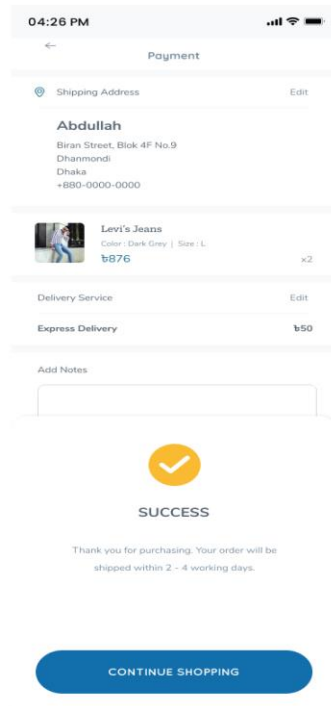 04:26 PM
Payment
Shipping Address Edit
Abdullah
Biran Street, Blok 4F No.9
Dhanmondi
Dhaka
+880-0000-0000
Levi's Jeans
Color : Dark Grey | Size : L
৳876 x2
Delivery Service Edit
Express Delivery ৳50
Add Notes
SUCCESS
Thank you for purchasing. Your order will be
shipped within 2 - 4 working days.
CONTINUE SHOPPING